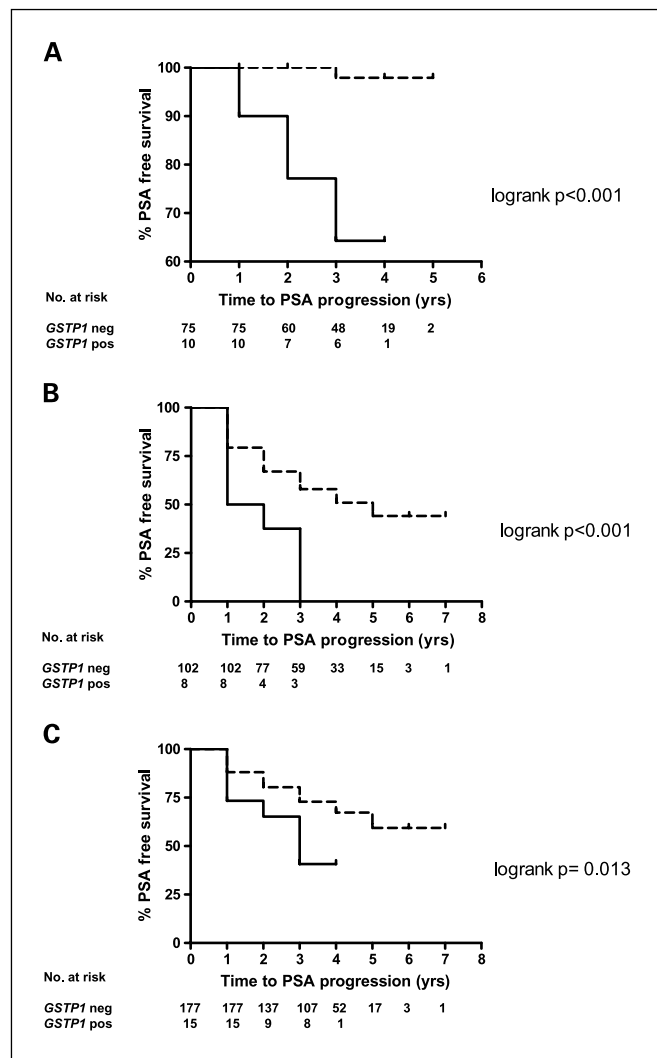 A
% PSA free survival
100
90
80
70
60
0 1 2 3 4 5 6
Time to PSA progression (yrs)
logrank p<0.001
No. at risk
GSTP1 neg 75 75 60 48 19 2
GSTP1 pos 10 10 7 6 1
B
% PSA free survival
100
75
50
25
0
0 1 2 3 4 5 6 7 8
Time to PSA progression (yrs)
logrank p<0.001
No. at risk
GSTP1 neg 102 102 77 59 33 15 3 1
GSTP1 pos 8 8 4 3
C
% PSA free survival
100
75
50
25
0
0 1 2 3 4 5 6 7 8
Time to PSA progression (yrs)
logrank p= 0.013
No. at risk
GSTP1 neg 177 177 137 107 52 17 3 1
GSTP1 pos 15 15 9 8 1